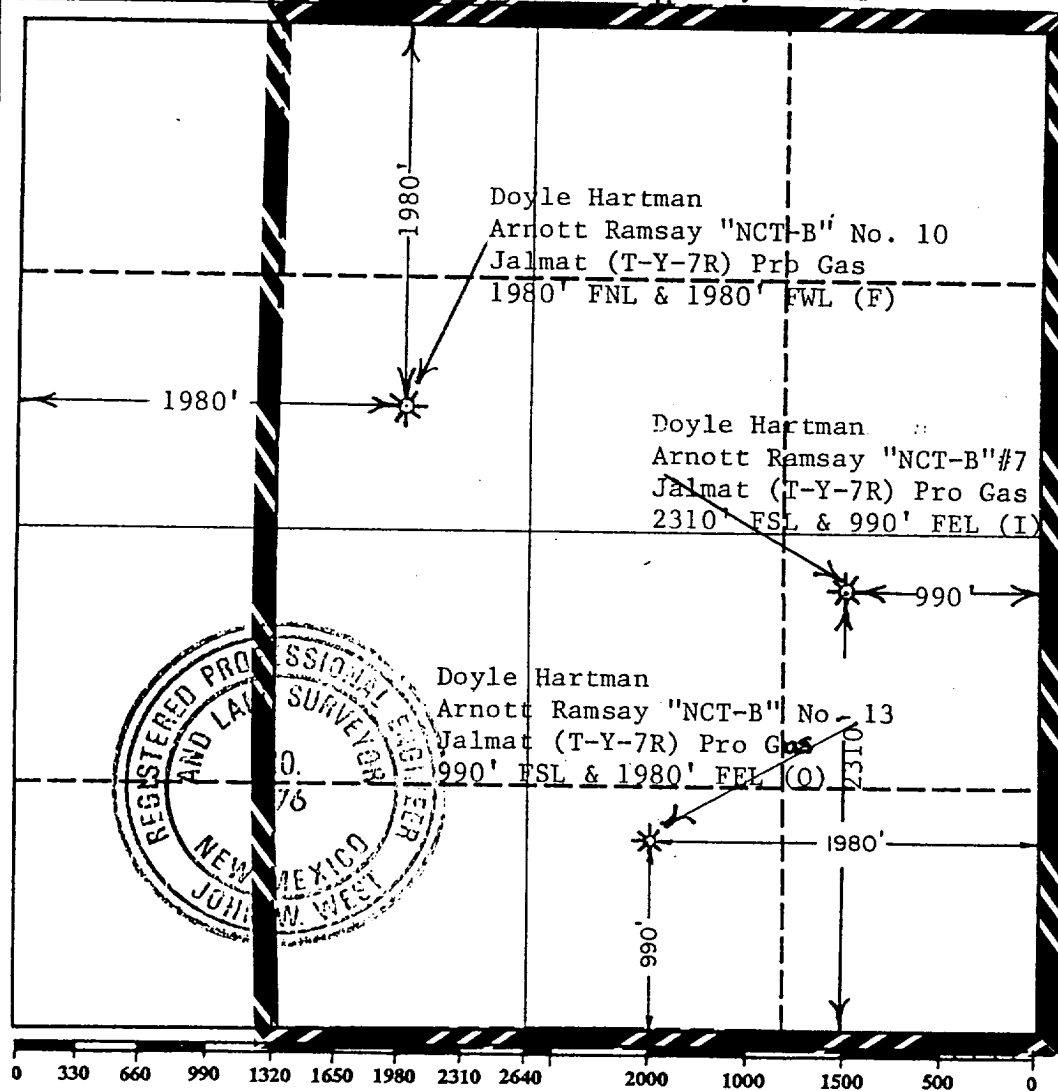 1980'
Doyle Hartman
Arnott Ramsay "NCT-B" No. 10
Jalmat (T-Y-7R) Pro Gas
1980' FNL & 1980' FWL (F)
1980'
Doyle Hartman
Arnott Ramsay "NCT-B"#7
Jalmat (T-Y-7R) Pro Gas
2310' FSL & 990' FEL (I)
990'
Doyle Hartman
Arnott Ramsay "NCT-B" No. 13
Jalmat (T-Y-7R) Pro Gas
990' FSL & 1980' FEL (O)
2310
1980'
990'
REGISTERED PROFESSIONAL ENGINEER
AND LAND SURVEYOR
NEW MEXICO
JOHN W. WEST
0 330 660 990 1320 1650 1980 2310 2640 2000 1000 1500 500 0